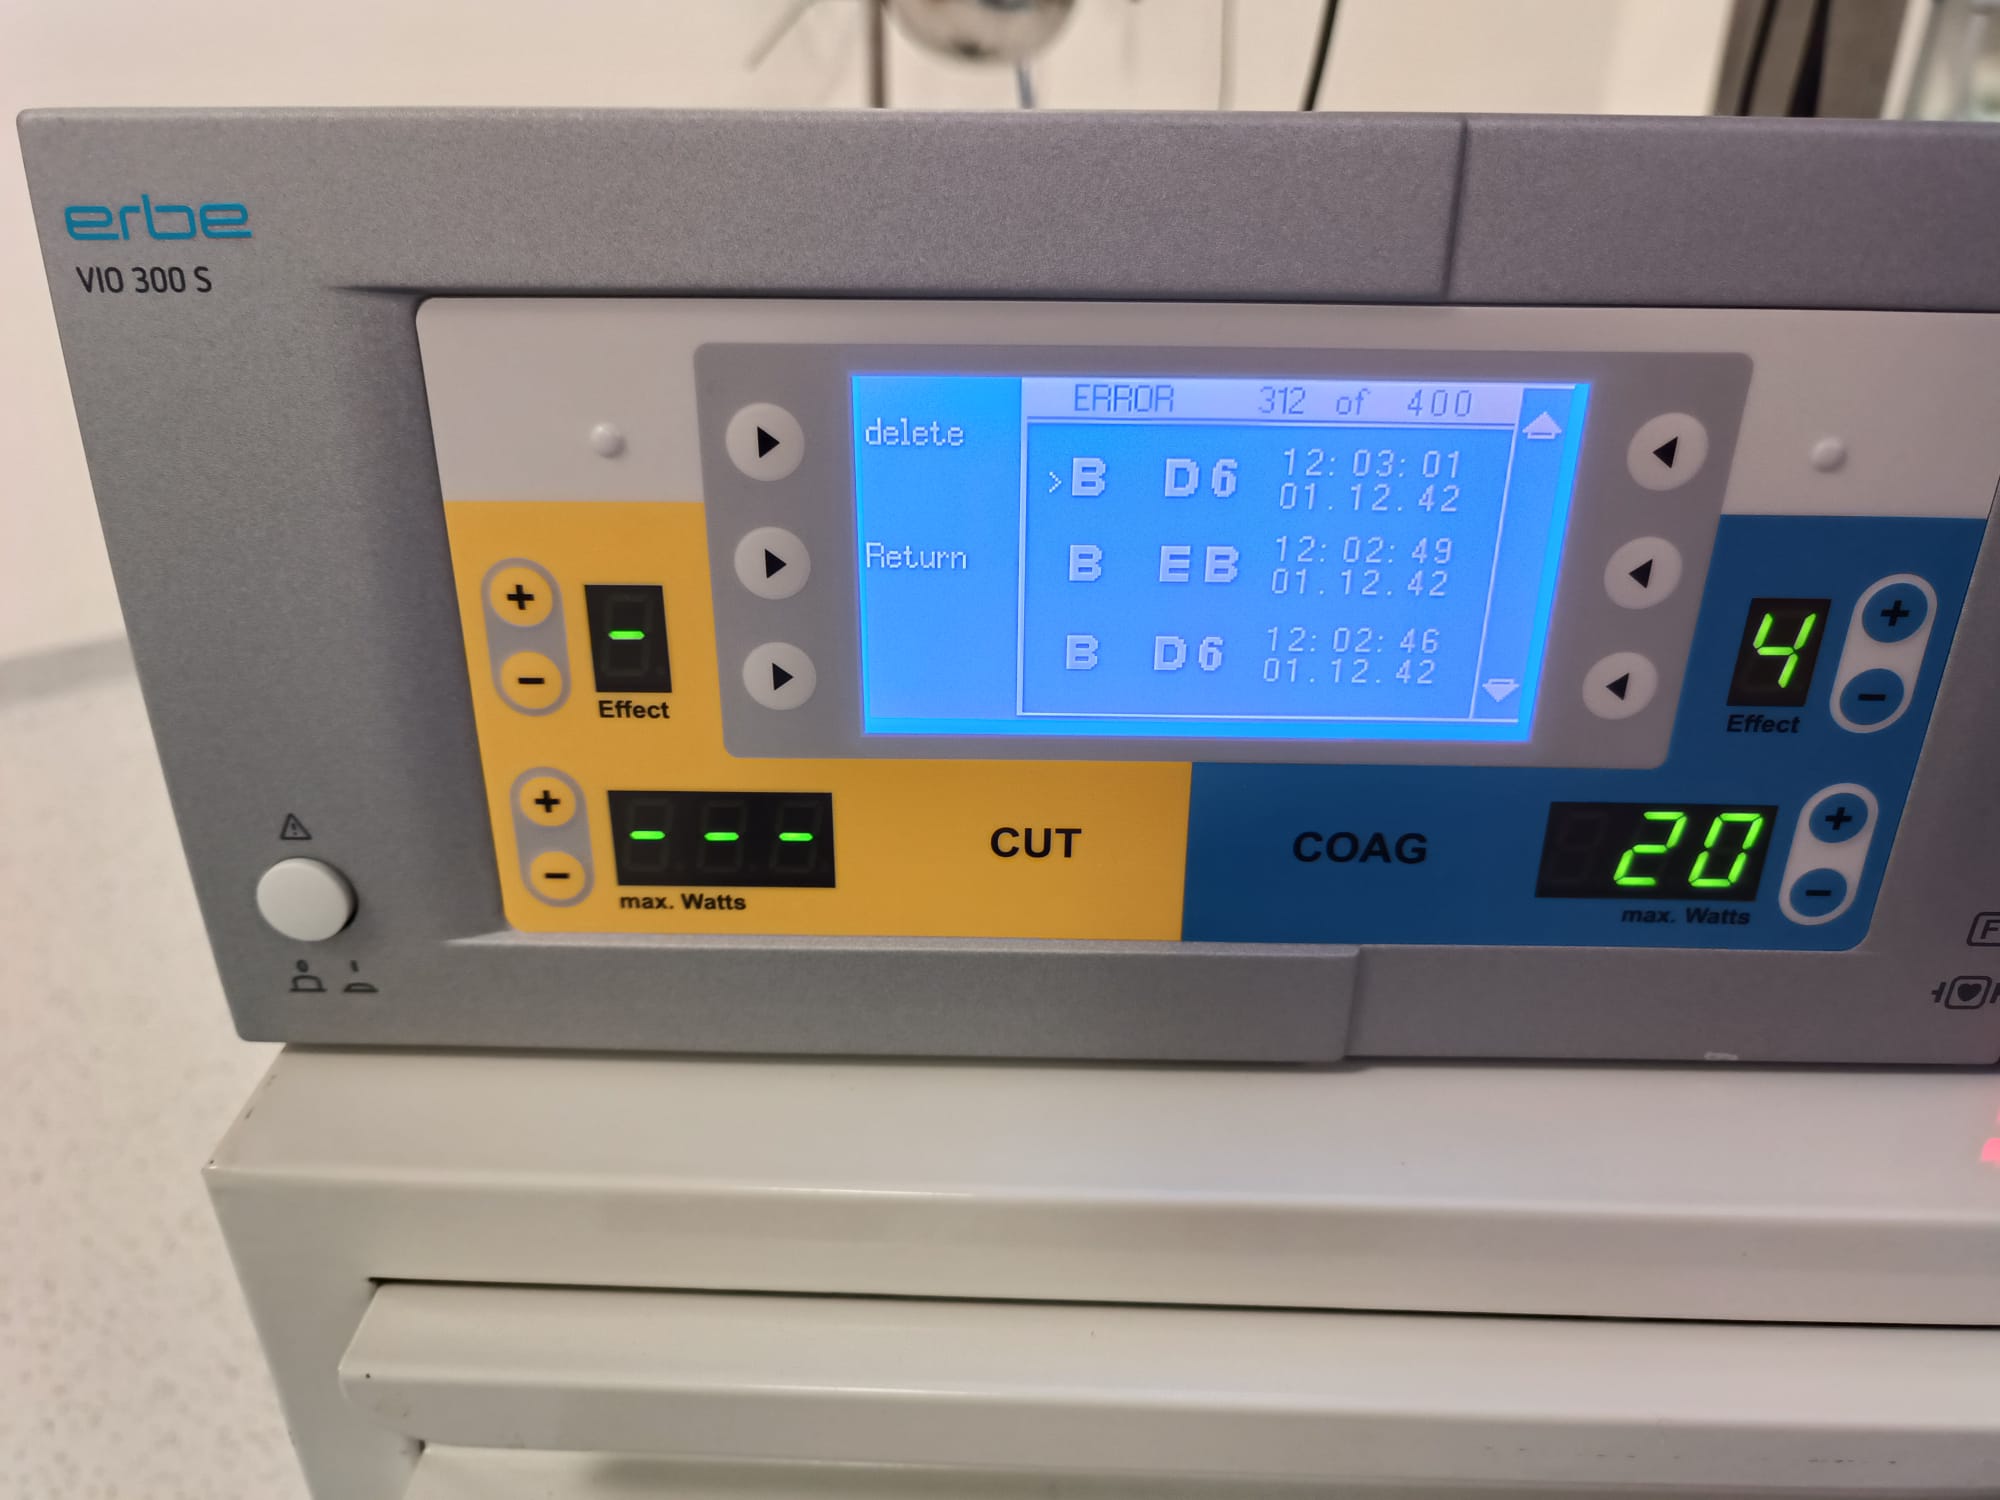 erbe
VIO 300 S
ERROR 312 of 400
delete
>B D6 12:03:01
01.12.42
Return
B EB 12:02:49
01.12.42
B D6 12:02:46
01.12.42
+
-
-
Effect
4
+
-
Effect
+
-
---
max. Watts
CUT
COAG
20
max. Watts
+
-
F